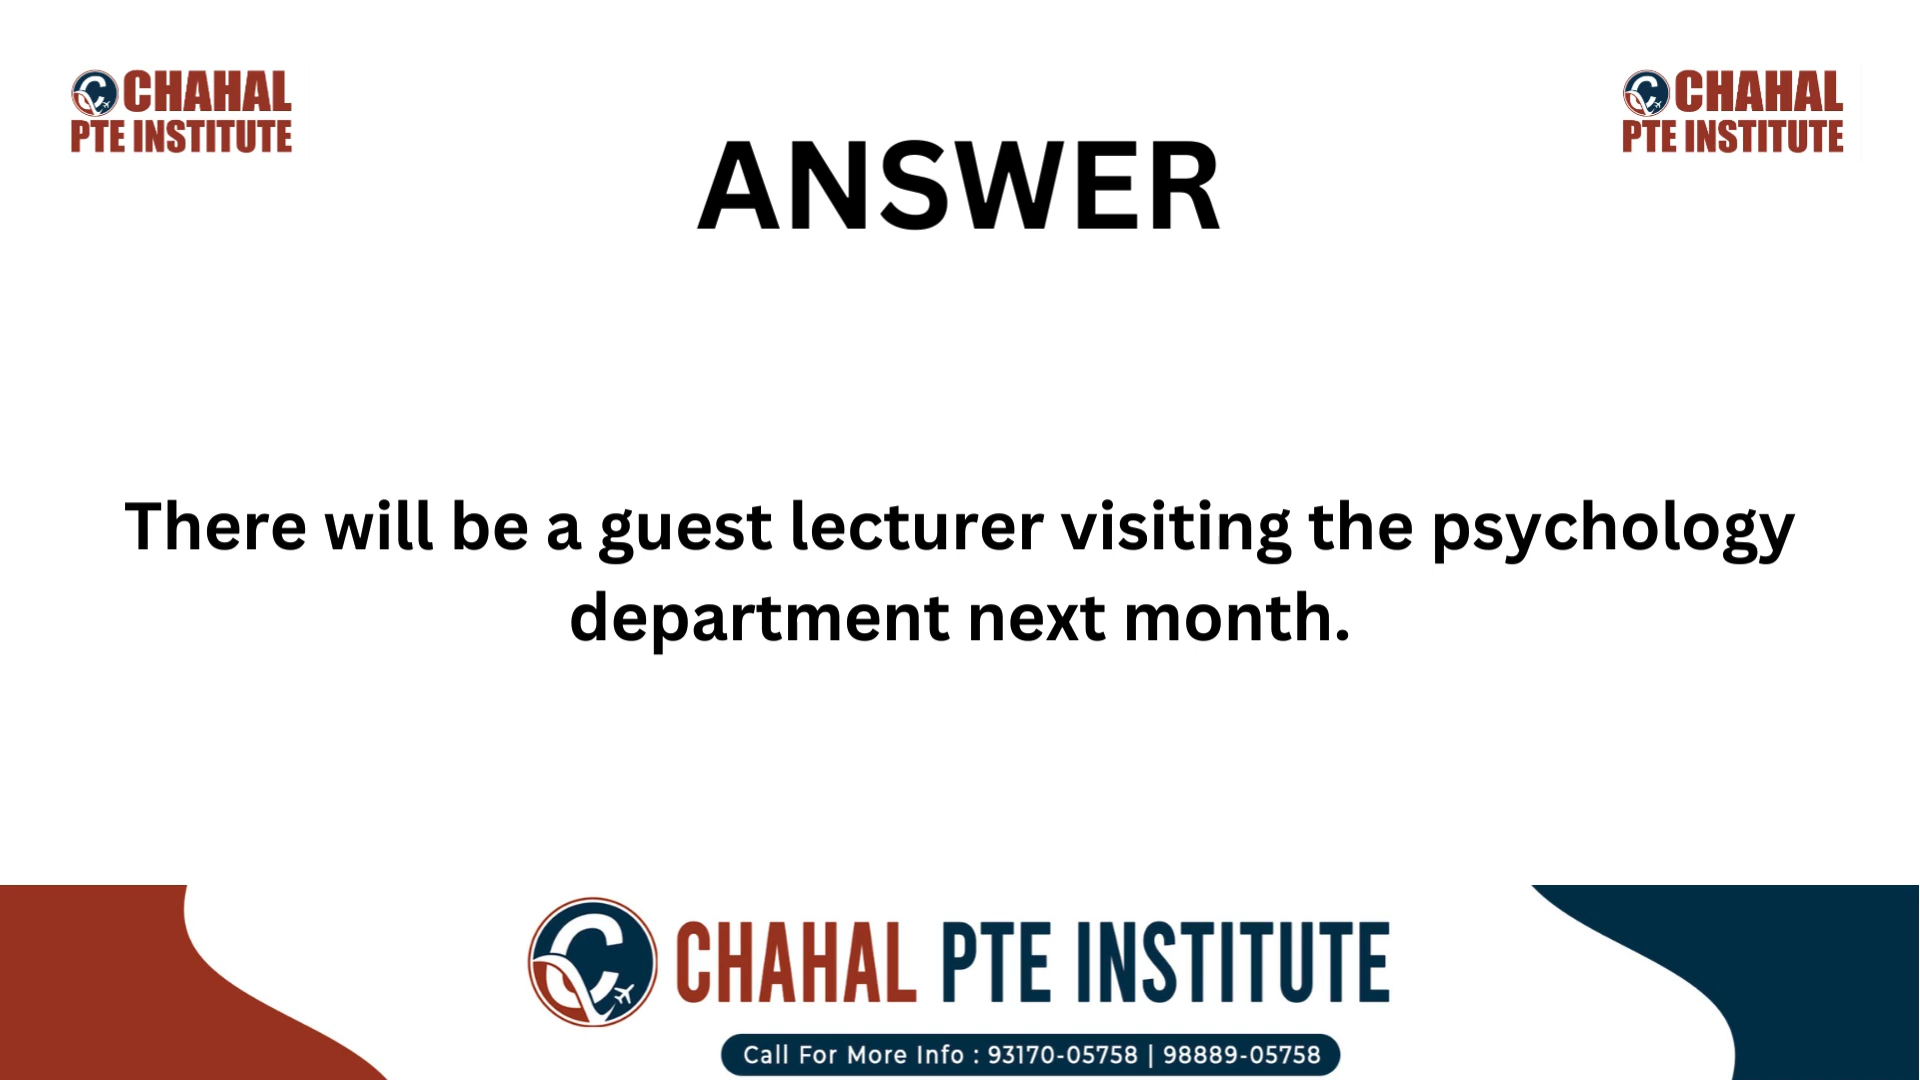 CHAHAL
PTE INSTITUTE
CHAHAL
PTE INSTITUTE
ANSWER
There will be a guest lecturer visiting the psychology
department next month.
CHAHAL PTE INSTITUTE
Call For More Info : 93170-05758 | 98889-05758